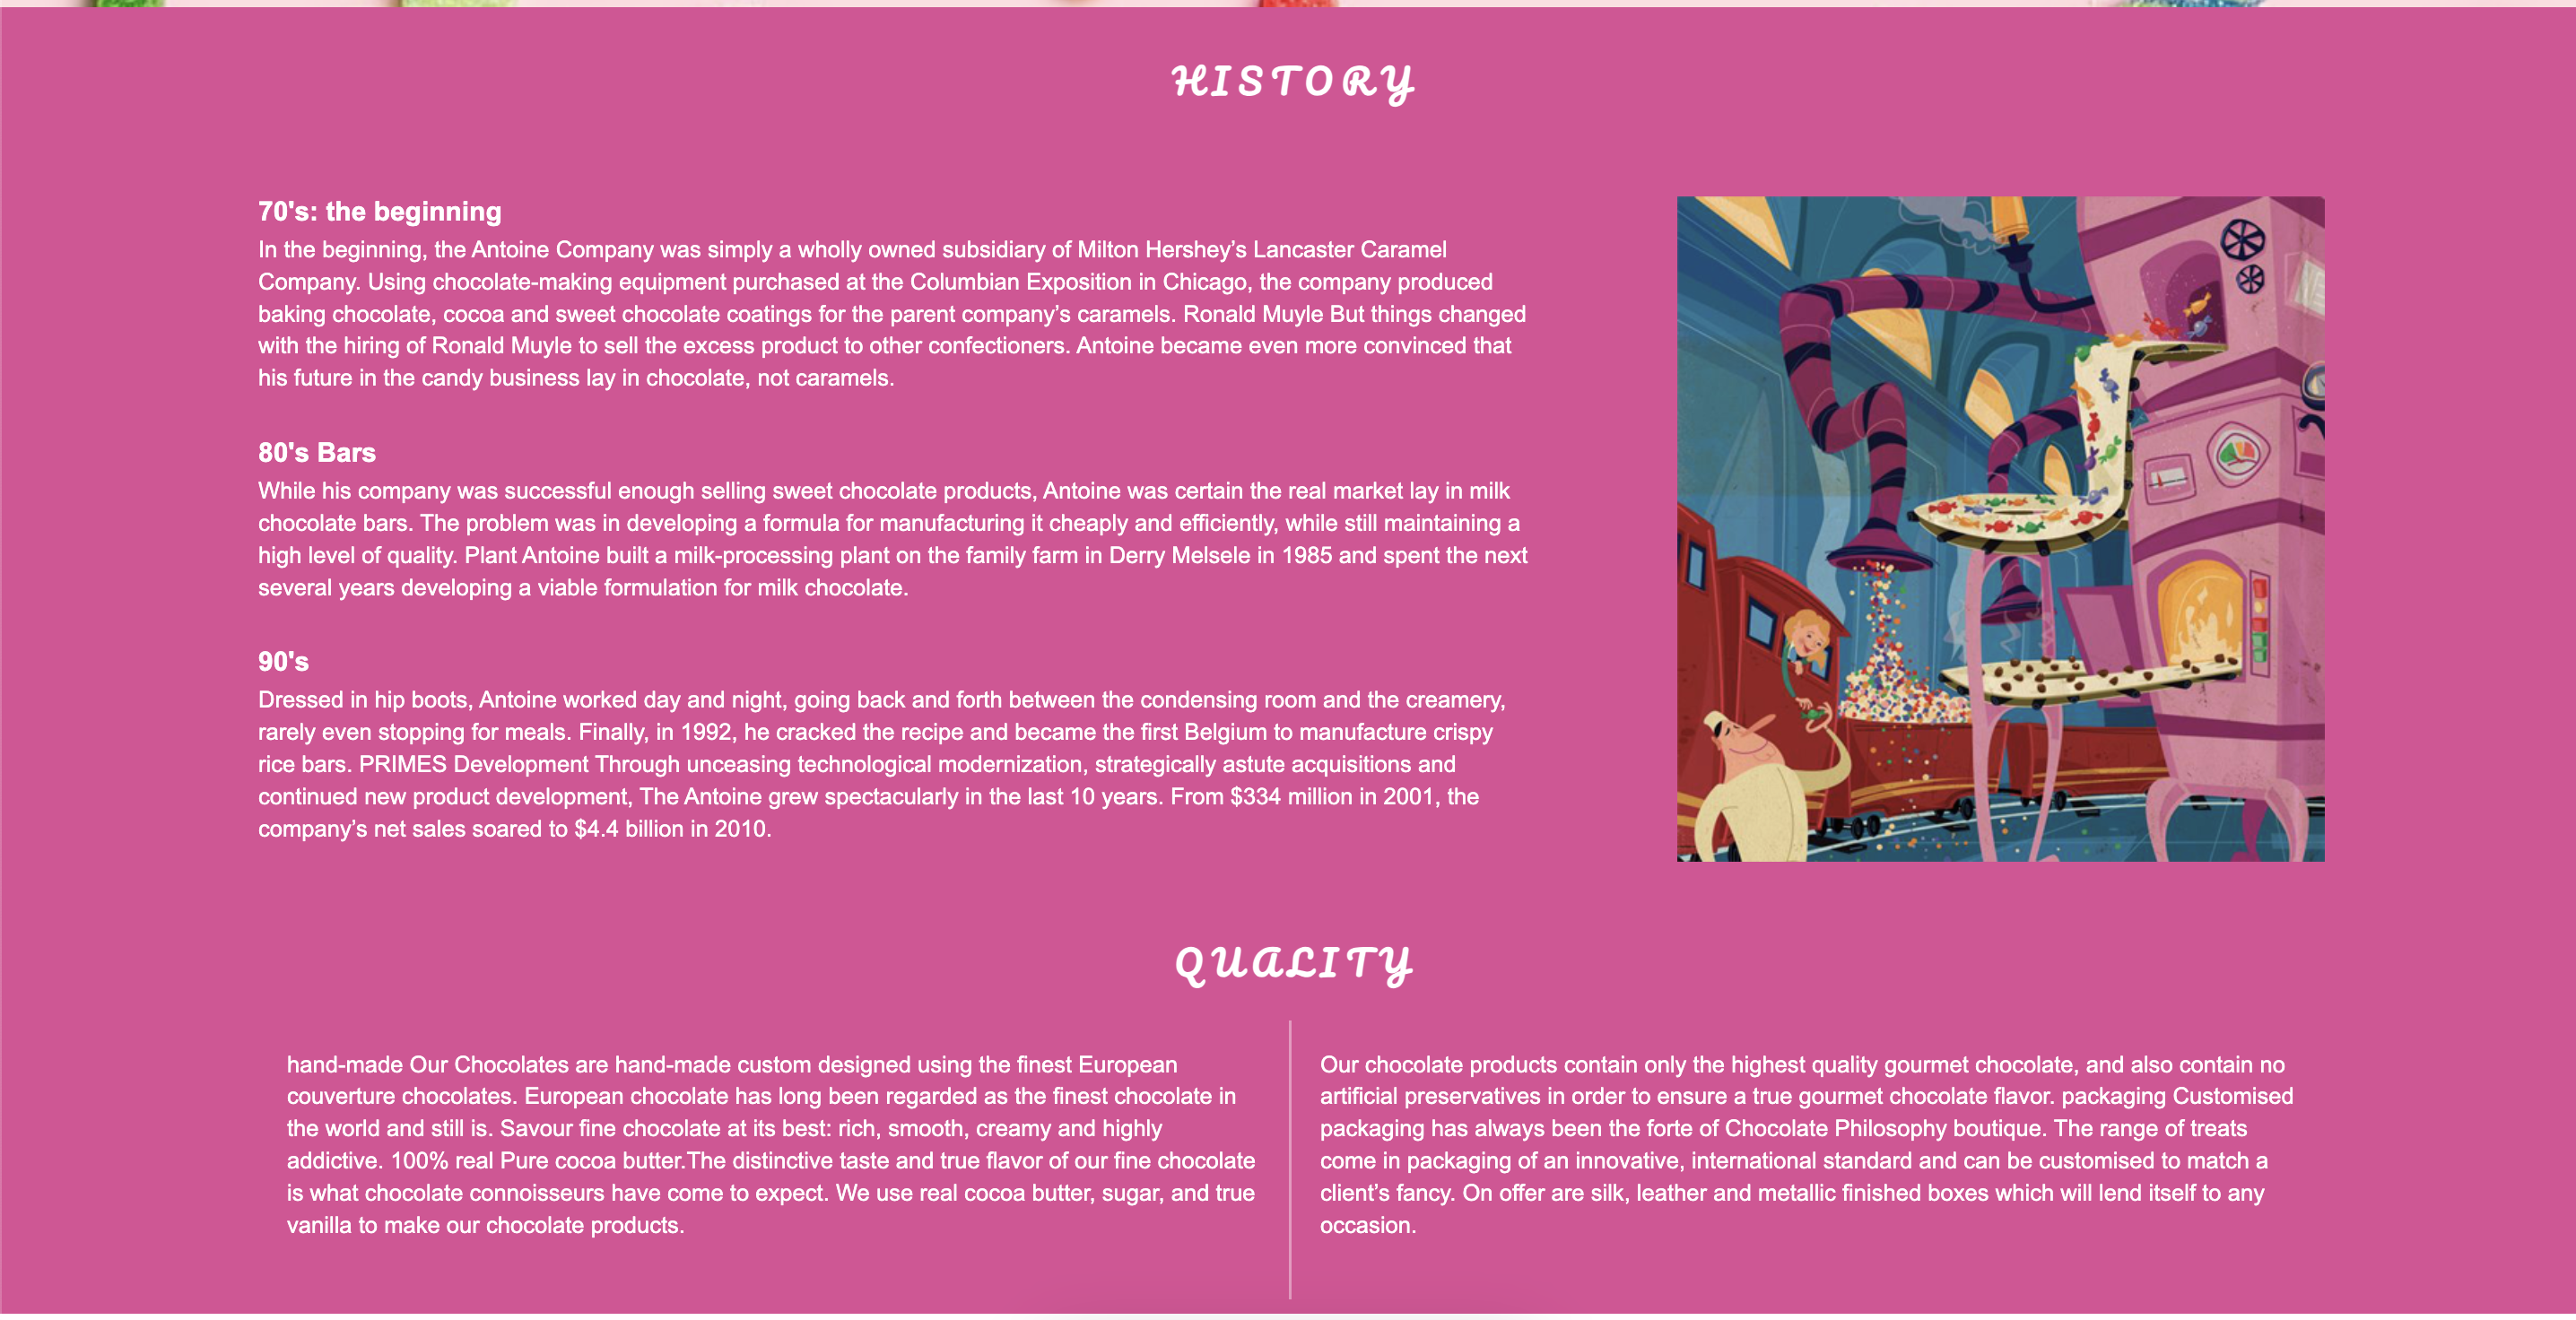 HISTORY
70's: the beginning
In the beginning, the Antoine Company was simply a wholly owned subsidiary of Milton Hershey’s Lancaster Caramel
Company. Using chocolate-making equipment purchased at the Columbian Exposition in Chicago, the company produced
baking chocolate, cocoa and sweet chocolate coatings for the parent company’s caramels. Ronald Muyle But things changed
with the hiring of Ronald Muyle to sell the excess product to other confectioners. Antoine became even more convinced that
his future in the candy business lay in chocolate, not caramels.
80's Bars
While his company was successful enough selling sweet chocolate products, Antoine was certain the real market lay in milk
chocolate bars. The problem was in developing a formula for manufacturing it cheaply and efficiently, while still maintaining a
high level of quality. Plant Antoine built a milk-processing plant on the family farm in Derry Melsele in 1985 and spent the next
several years developing a viable formulation for milk chocolate.
90's
Dressed in hip boots, Antoine worked day and night, going back and forth between the condensing room and the creamery,
rarely even stopping for meals. Finally, in 1992, he cracked the recipe and became the first Belgium to manufacture crispy
rice bars. PRIMES Development Through unceasing technological modernization, strategically astute acquisitions and
continued new product development, The Antoine grew spectacularly in the last 10 years. From $334 million in 2001, the
company’s net sales soared to $4.4 billion in 2010.
QUALITY
hand-made Our Chocolates are hand-made custom designed using the finest European
couverture chocolates. European chocolate has long been regarded as the finest chocolate in
the world and still is. Savour fine chocolate at its best: rich, smooth, creamy and highly
addictive. 100% real Pure cocoa butter.The distinctive taste and true flavor of our fine chocolate
is what chocolate connoisseurs have come to expect. We use real cocoa butter, sugar, and true
vanilla to make our chocolate products.
Our chocolate products contain only the highest quality gourmet chocolate, and also contain no
artificial preservatives in order to ensure a true gourmet chocolate flavor. packaging Customised
packaging has always been the forte of Chocolate Philosophy boutique. The range of treats
come in packaging of an innovative, international standard and can be customised to match a
client’s fancy. On offer are silk, leather and metallic finished boxes which will lend itself to any
occasion.